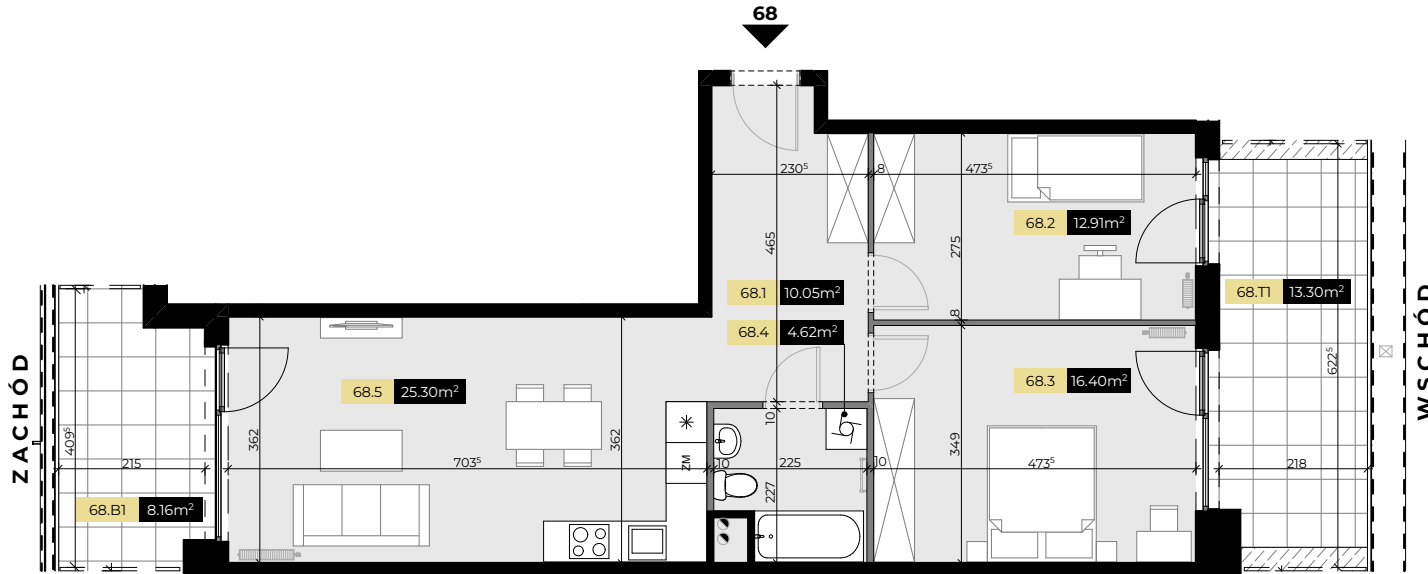 68
230⁵
8
473⁵
68.2 12.91m²
275
465
68.1 10.05m²
68.T1 13.30m²
8
68.4 4.62m²
622⁵
ZACHÓD
WSCHÓD
68.3 16.40m²
68.5 25.30m²
10
409⁵
362
362
349
ZM
215
703⁵
10
225
10
473⁵
218
227
68.B1 8.16m²